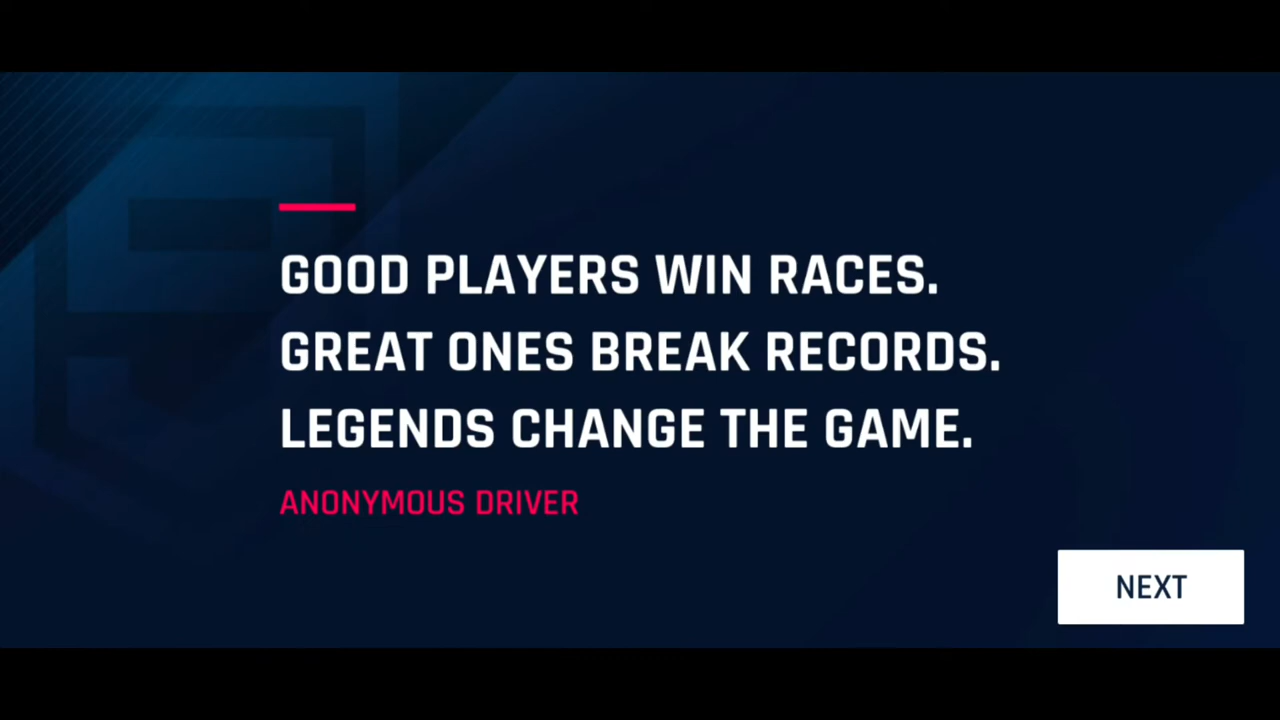 GOOD PLAYERS WIN RACES.
GREAT ONES BREAK RECORDS.
LEGENDS CHANGE THE GAME.
ANONYMOUS DRIVER
NEXT